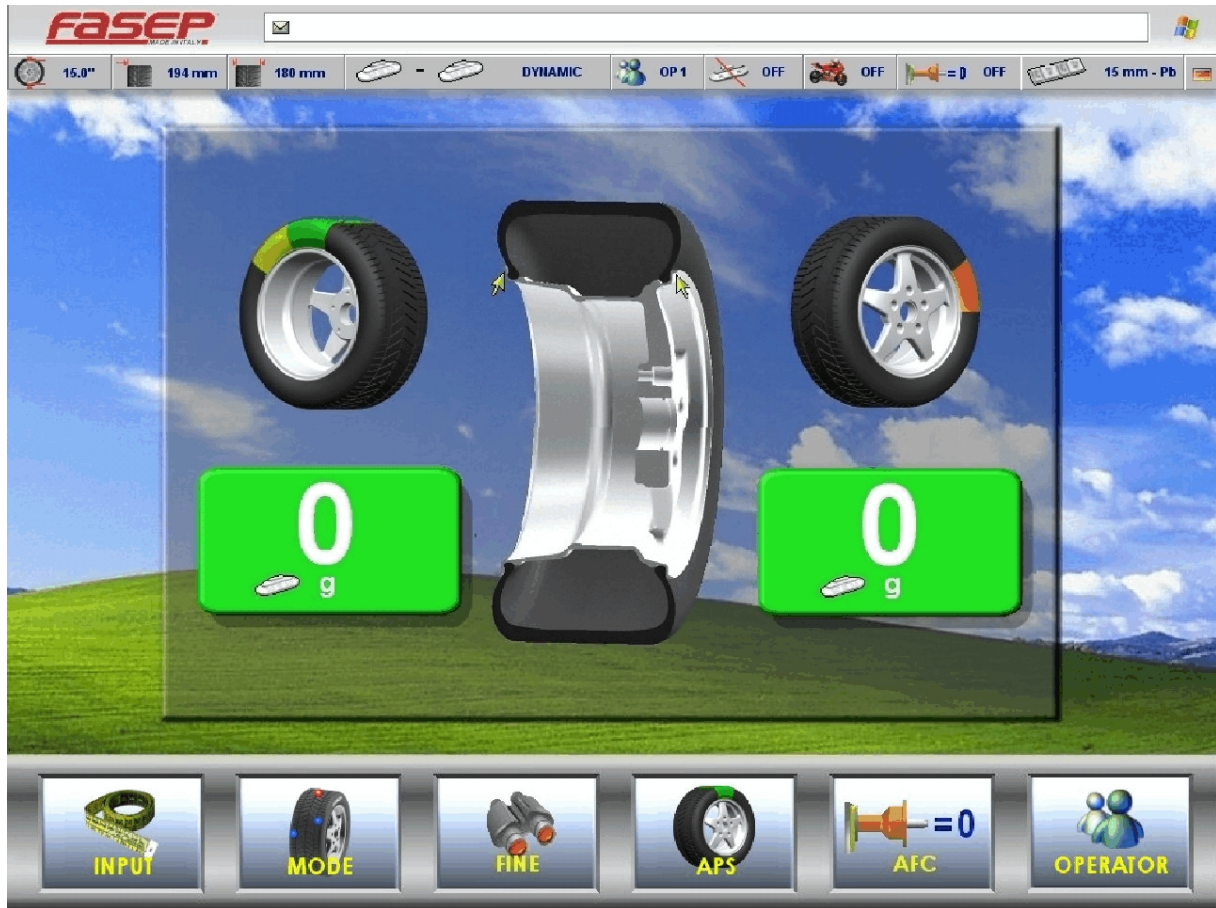 FASEP
MADE IN ITALY
15.0" 194 mm 180 mm - DYNAMIC OP 1 OFF OFF =0 OFF 15 mm - Pb
0 0
g g
=0
INPUT MODE FINE APS AFC OPERATOR